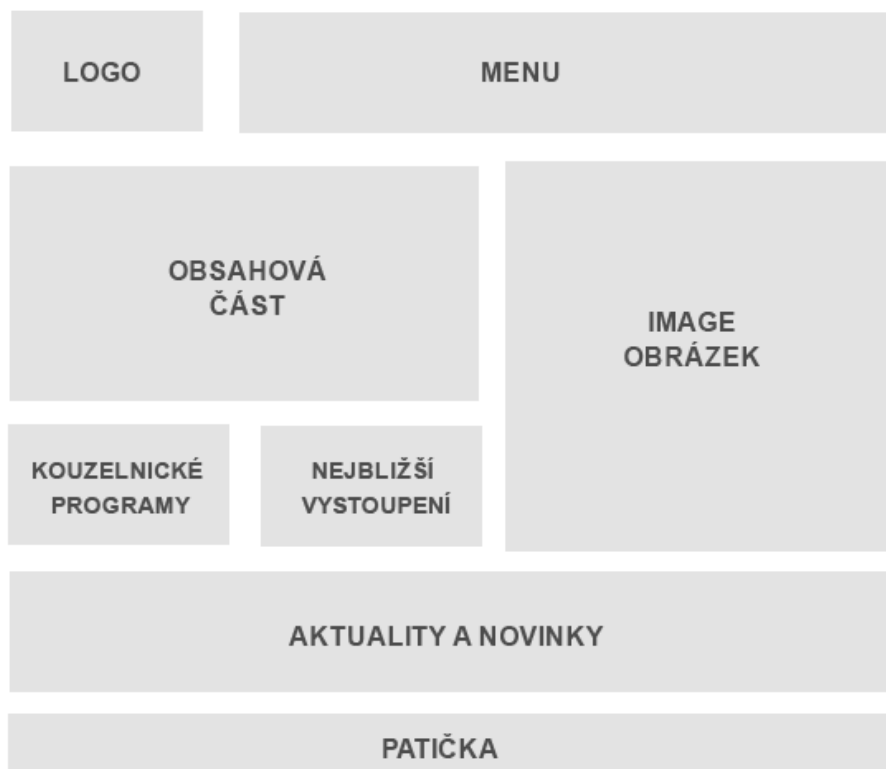 LOGO
MENU
OBSAHOVÁ
ČÁST
IMAGE
OBRÁZEK
KOUZELNICKÉ
PROGRAMY
NEJBLIŽŠÍ
VYSTOUPENÍ
AKTUALITY A NOVINKY
PATIČKA